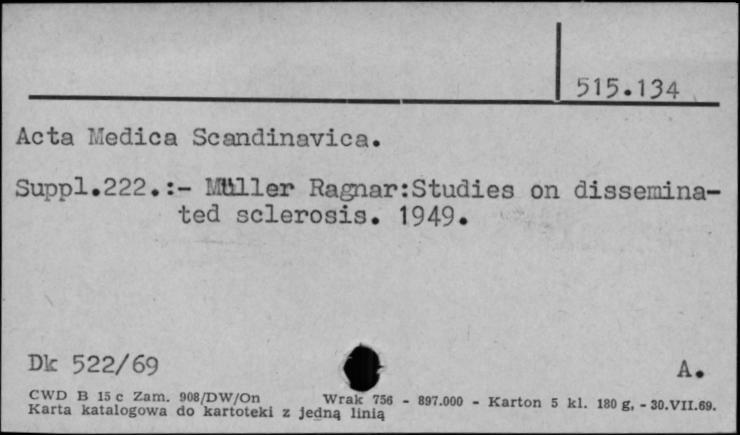 515.134
Acta Medica Scandinavica.
Suppl.222.:- Müller Ragnar:Studies on dissemina-
ted sclerosis. 1949.
Dk 522/69
A.
CWD B 15 c Zam. 908/DW/On Wrak 756 - 897.000 - Karton 5 kl. 180 g, - 30.VII.69.
Karta katalogowa do kartoteki z jedną linią